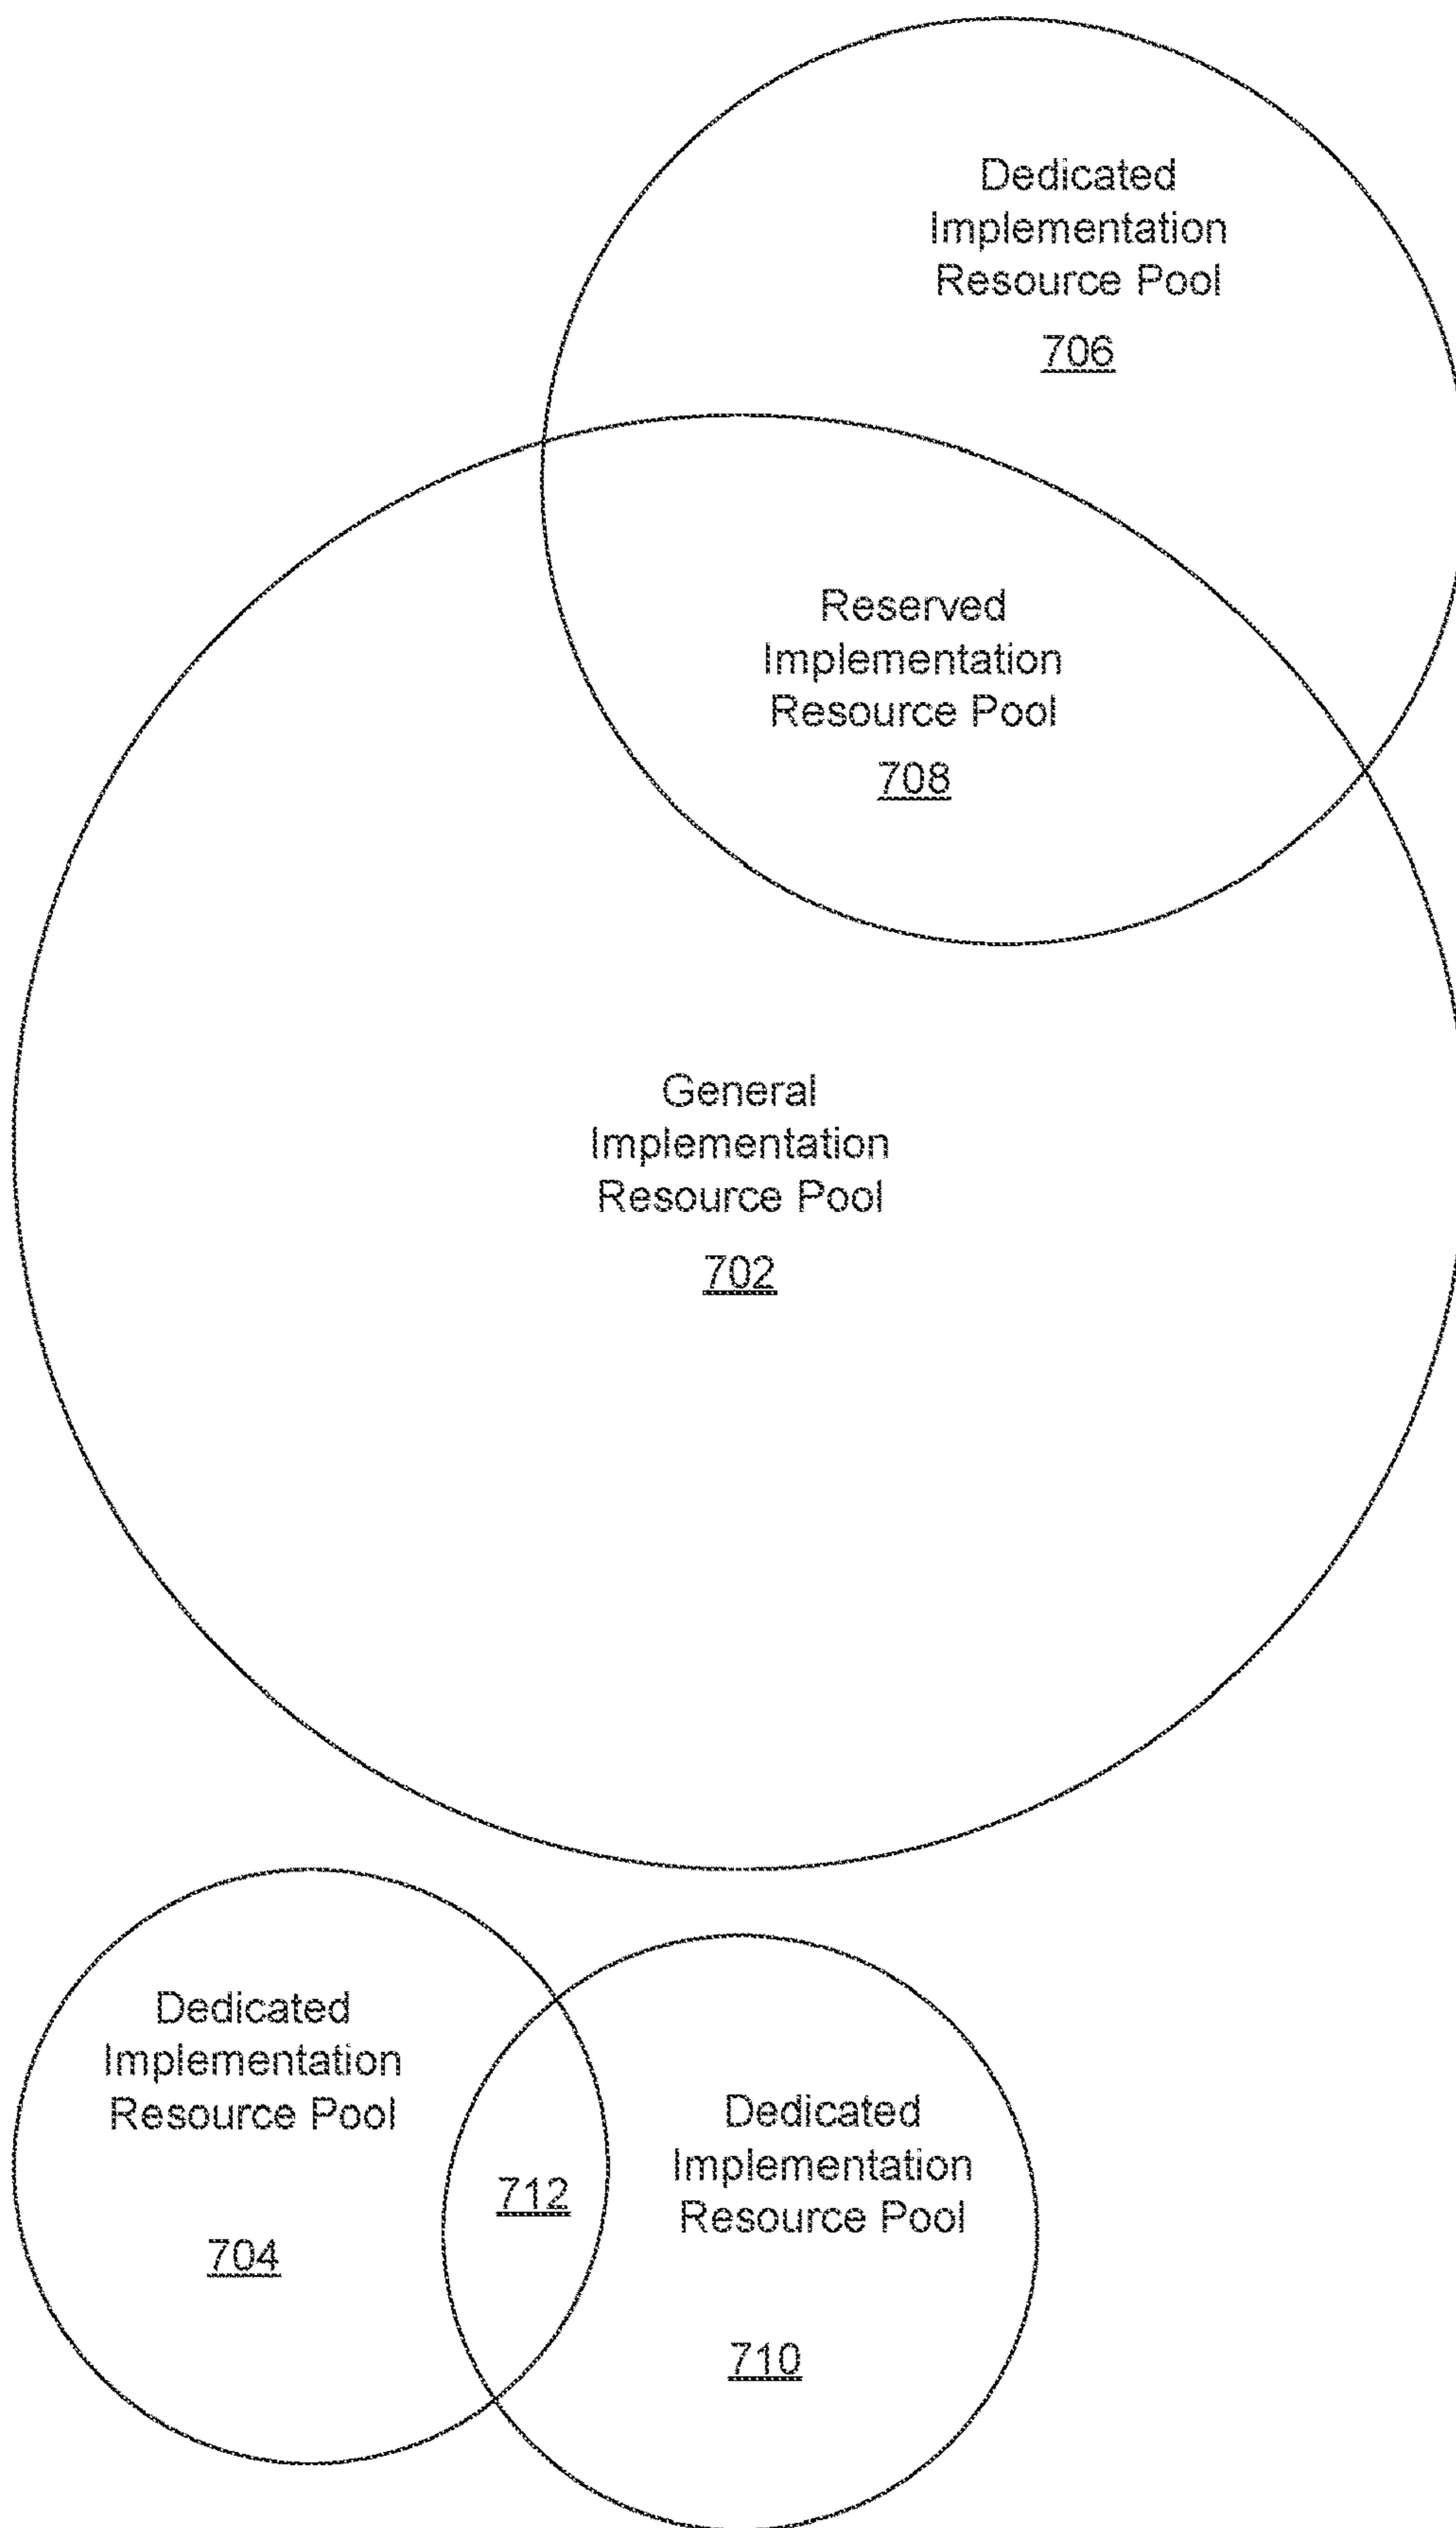 Dedicated
Implementation
Resource Pool
706
Reserved
Implementation
Resource Pool
708
General
Implementation
Resource Pool
702
Dedicated
Implementation
Resource Pool
704
712
Dedicated
Implementation
Resource Pool
710